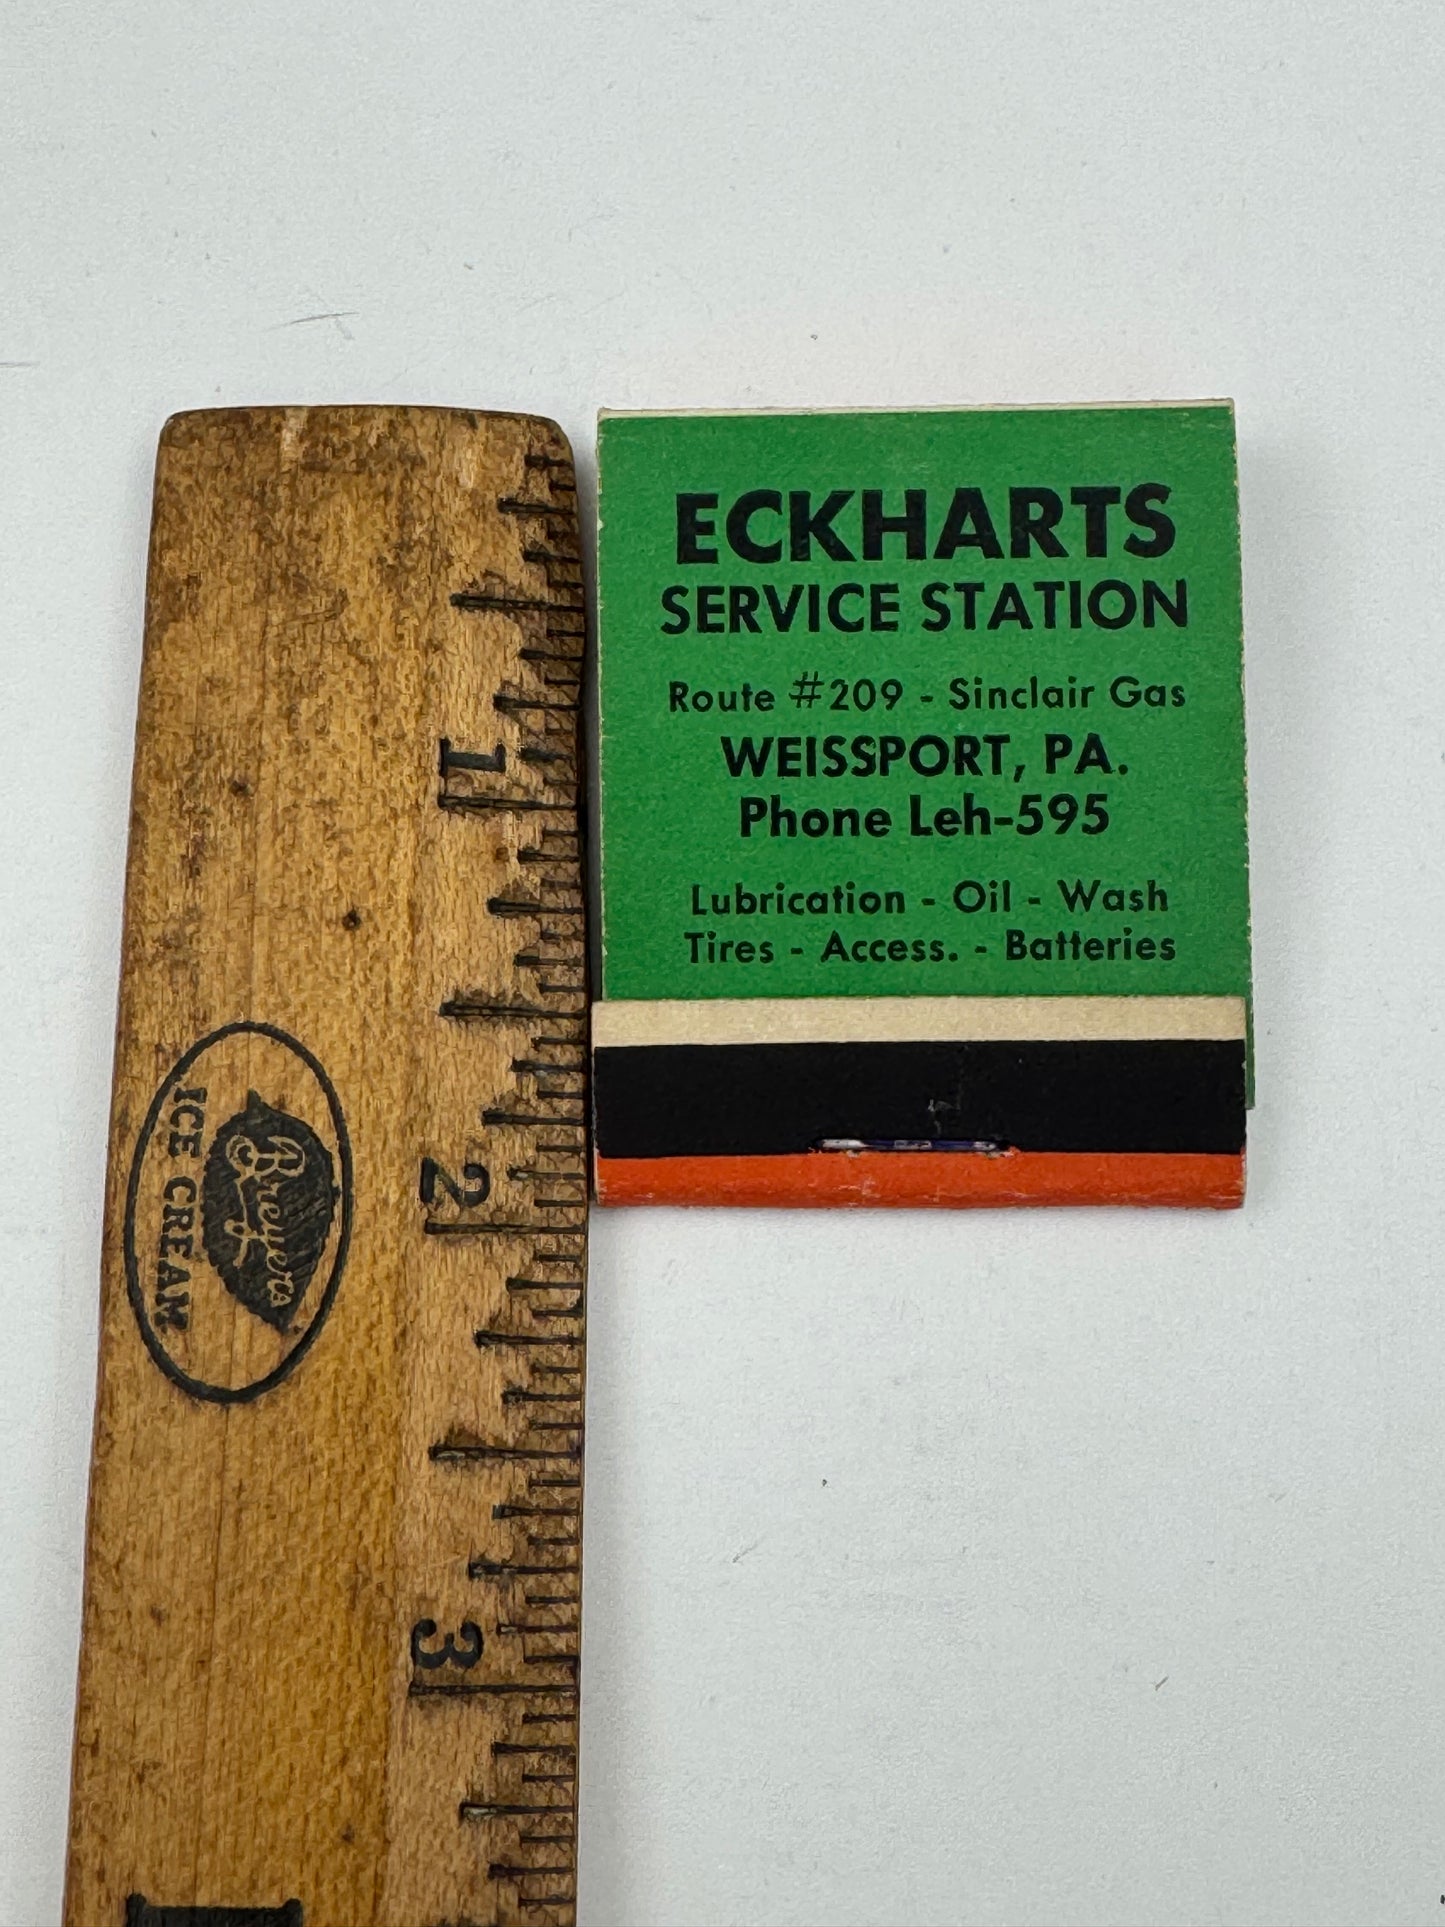 ECKHARTS
SERVICE STATION
Route #209 - Sinclair Gas
WEISSPORT, PA.
Phone Leh-595
Lubrication - Oil - Wash
Tires - Access. - Batteries
1
2
3
Breyers
ICE CREAM